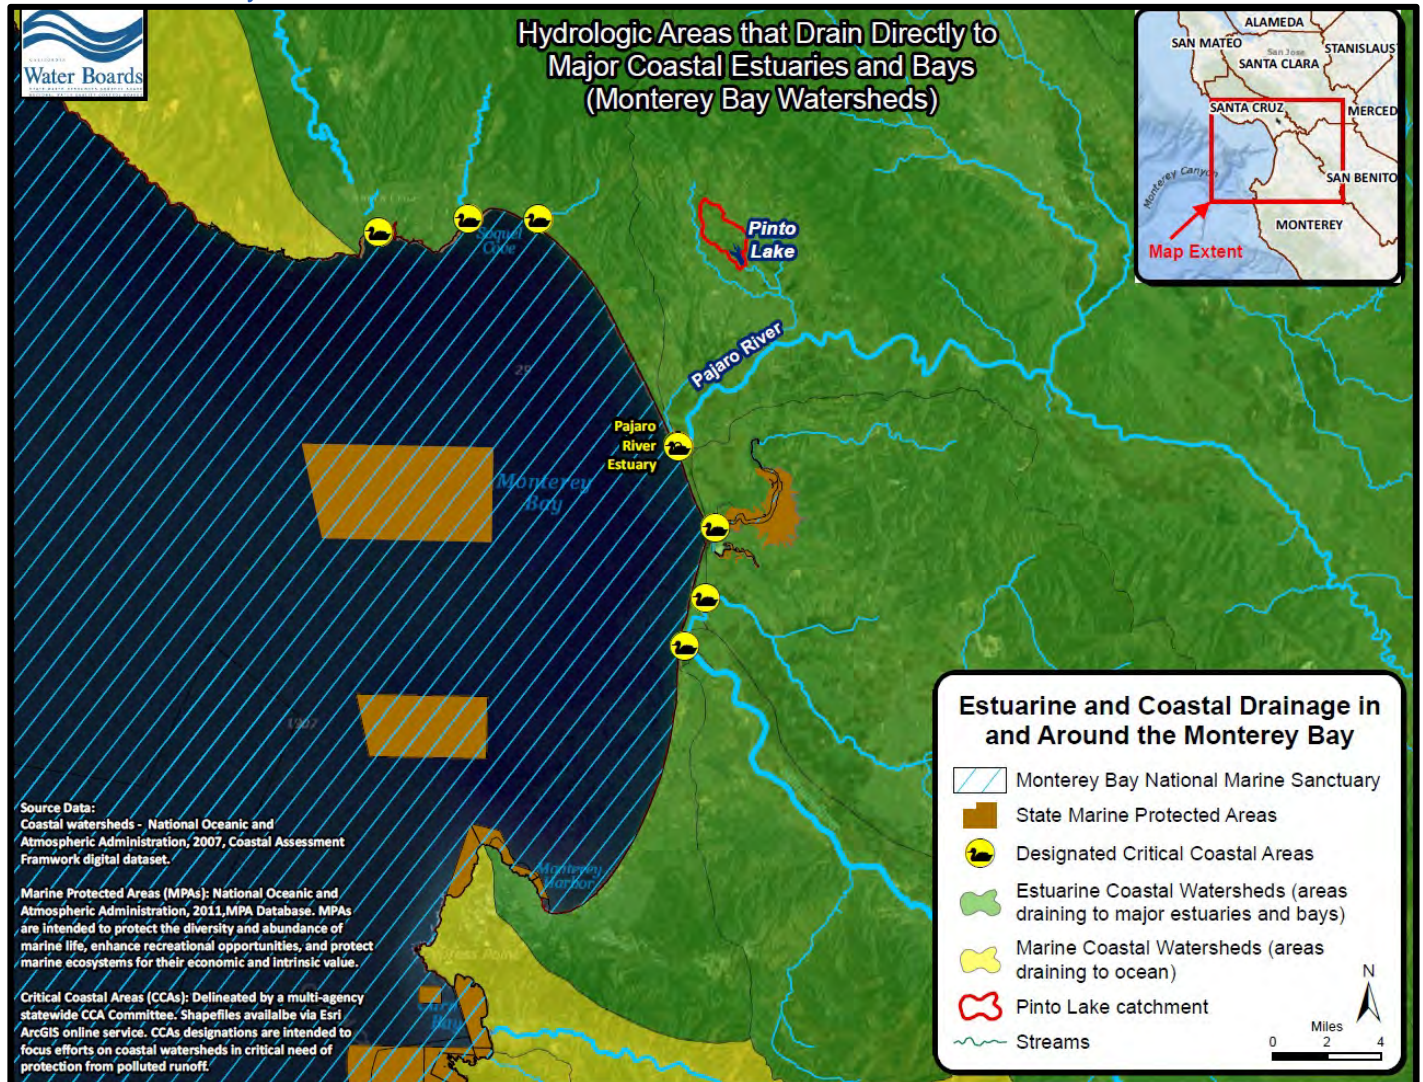 CALIFORNIA
Water Boards
Hydrologic Areas that Drain Directly to
Major Coastal Estuaries and Bays
(Monterey Bay Watersheds)
ALAMEDA
SAN MATEO
San Jose
STANISLAUS
SANTA CLARA
SANTA CRUZ
MERCED
Monterey Canyon
SAN BENITO
MONTEREY
Map Extent
Soquel
Cove
Pinto
Lake
Pajaro River
Pajaro
River
Estuary
Monterey
Bay
Monterey
Harbor
Bay
Source Data:
Coastal watersheds - National Oceanic and
Atmospheric Administration, 2007, Coastal Assessment
Framwork digital dataset.
Marine Protected Areas (MPAs): National Oceanic and
Atmospheric Administration, 2011,MPA Database. MPAs
are intended to protect the diversity and abundance of
marine life, enhance recreational opportunities, and protect
marine ecosystems for their economic and intrinsic value.
Critical Coastal Areas (CCAs): Delineated by a multi-agency
statewide CCA Committee. Shapefiles availalbe via Esri
ArcGIS online service. CCAs designations are intended to
focus efforts on coastal watersheds in critical need of
protection from polluted runoff.
Estuarine and Coastal Drainage in
and Around the Monterey Bay
Monterey Bay National Marine Sanctuary
State Marine Protected Areas
Designated Critical Coastal Areas
Estuarine Coastal Watersheds (areas
draining to major estuaries and bays)
Marine Coastal Watersheds (areas
draining to ocean)
Pinto Lake catchment
Streams
N
Miles
0 2 4